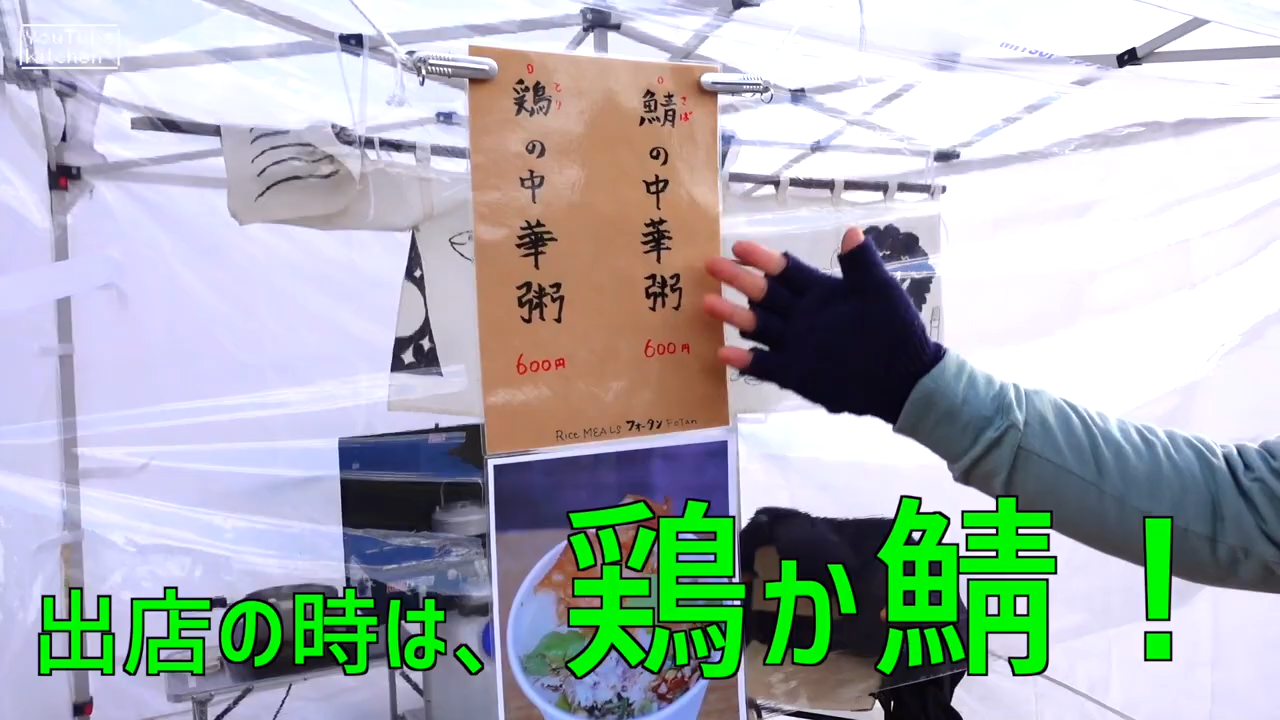 YouTube
kitchen
鯖の中華粥
さば
600円
鶏の中華粥
とり
600円
Rice MEALS フォータン FoTan
出店の時は、鶏か鯖！